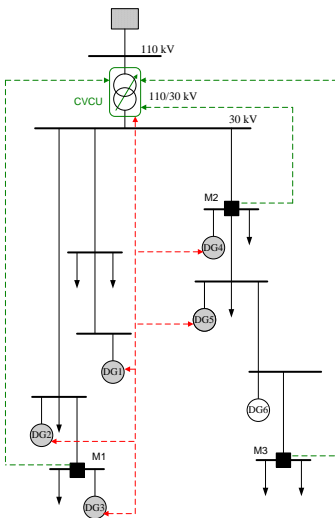 110 kV
CVCU
110/30 kV
30 kV
M2
DG4
DG5
DG1
DG6
DG2
M1
M3
DG3